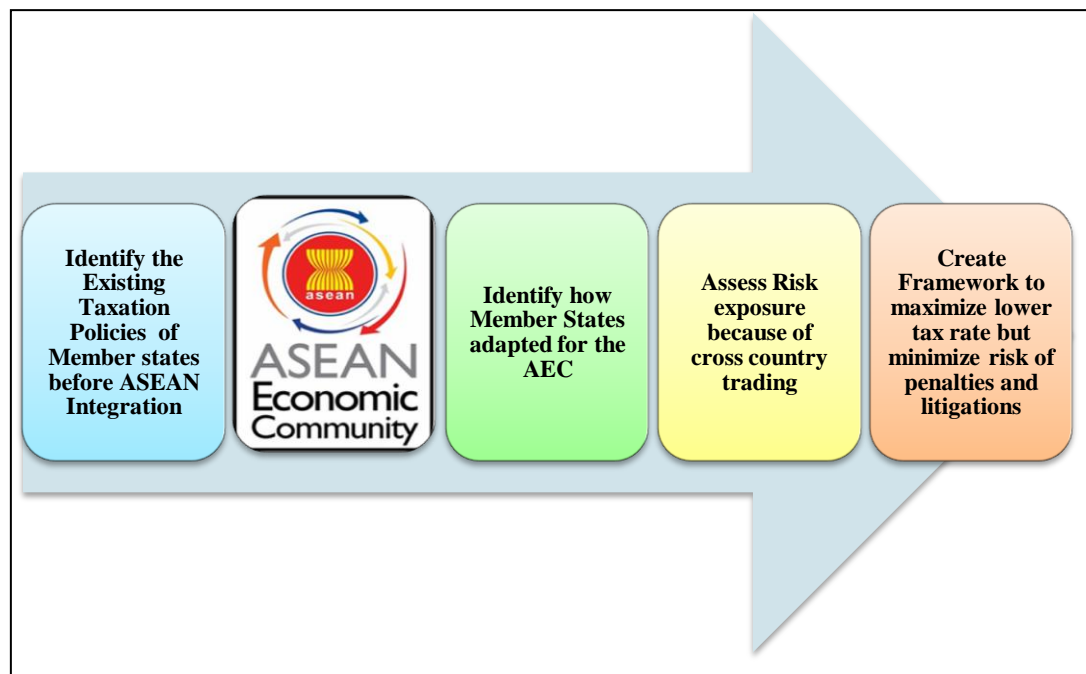 Identify the
Existing
Taxation
Policies of
Member states
before ASEAN
Integration
asean
ASEAN
Economic
Community
Identify how
Member States
adapted for the
AEC
Assess Risk
exposure
because of
cross country
trading
Create
Framework to
maximize lower
tax rate but
minimize risk of
penalties and
litigations